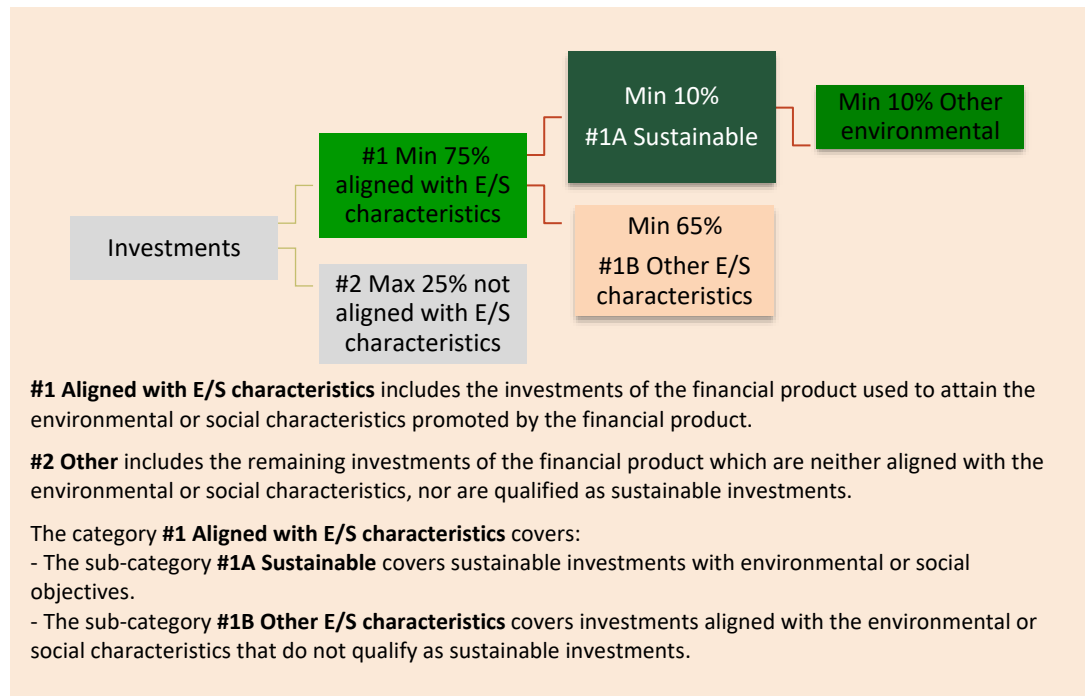 Min 10%
#1A Sustainable
Min 10% Other
environmental
#1 Min 75%
aligned with E/S
characteristics
Min 65%
#1B Other E/S
characteristics
Investments
#2 Max 25% not
aligned with E/S
characteristics
#1 Aligned with E/S characteristics includes the investments of the financial product used to attain the
environmental or social characteristics promoted by the financial product.
#2 Other includes the remaining investments of the financial product which are neither aligned with the
environmental or social characteristics, nor are qualified as sustainable investments.
The category #1 Aligned with E/S characteristics covers:
- The sub-category #1A Sustainable covers sustainable investments with environmental or social
objectives.
- The sub-category #1B Other E/S characteristics covers investments aligned with the environmental or
social characteristics that do not qualify as sustainable investments.